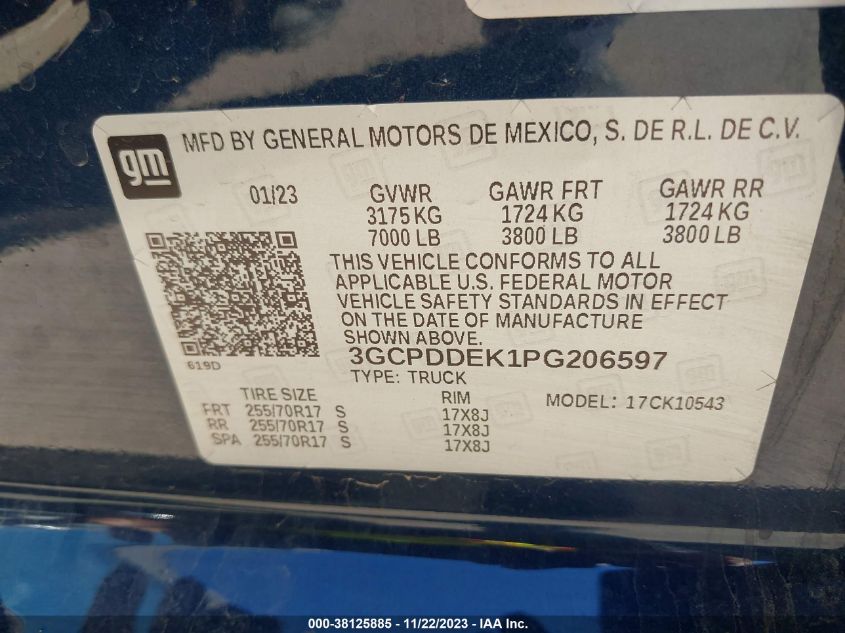 gm
MFD BY GENERAL MOTORS DE MEXICO, S. DE R.L. DE C.V.
01/23 GVWR GAWR FRT GAWR RR
3175 KG 1724 KG 1724 KG
7000 LB 3800 LB 3800 LB
THIS VEHICLE CONFORMS TO ALL
APPLICABLE U.S. FEDERAL MOTOR
VEHICLE SAFETY STANDARDS IN EFFECT
ON THE DATE OF MANUFACTURE
SHOWN ABOVE.
619D
3GCPDDEK1PG206597
TYPE: TRUCK
TIRE SIZE RIM MODEL: 17CK10543
FRT 255/70R17 S 17X8J
RR 255/70R17 S 17X8J
SPA 255/70R17 S 17X8J
000-38125885 - 11/22/2023 - IAA Inc.